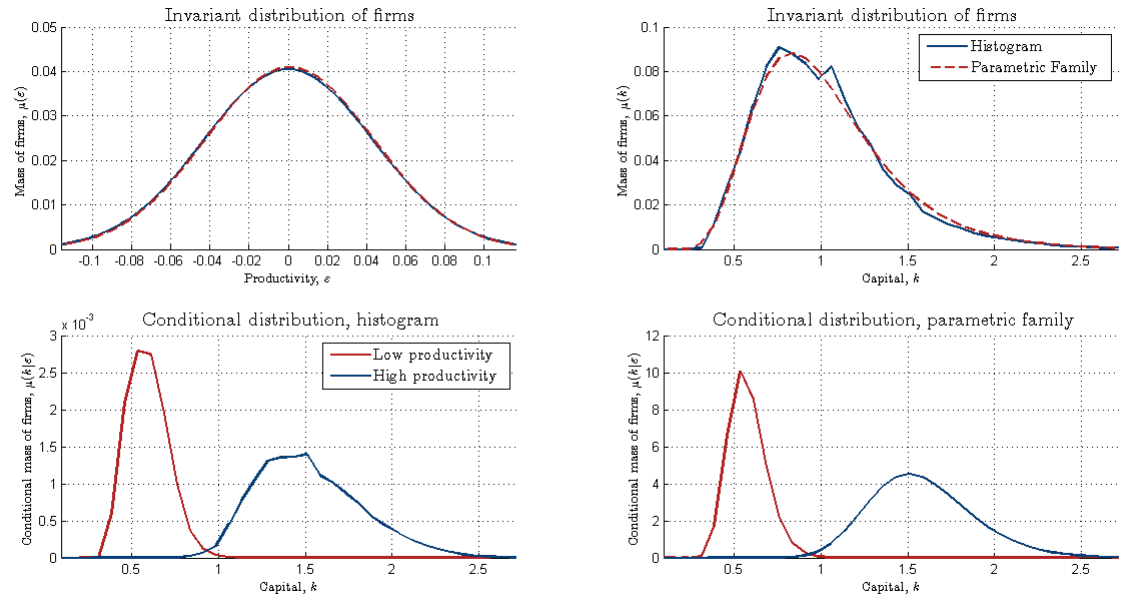 Invariant distribution of firms
0.05
0.04
0.03
0.02
0.01
0
Mass of firms, μ(ε)
-0.1 -0.08 -0.06 -0.04 -0.02 0 0.02 0.04 0.06 0.08 0.1
Productivity, ε
Invariant distribution of firms
0.1
0.08
0.06
0.04
0.02
0
Mass of firms, μ(k)
Histogram
Parametric Family
0.5 1 1.5 2 2.5
Capital, k
Conditional distribution, histogram
x 10⁻³
3
2.5
2
1.5
1
0.5
0
Conditional mass of firms, μ(k|ε)
Low productivity
High productivity
0.5 1 1.5 2 2.5
Capital, k
Conditional distribution, parametric family
12
10
8
6
4
2
0
Conditional mass of firms, μ(k|ε)
0.5 1 1.5 2 2.5
Capital, k